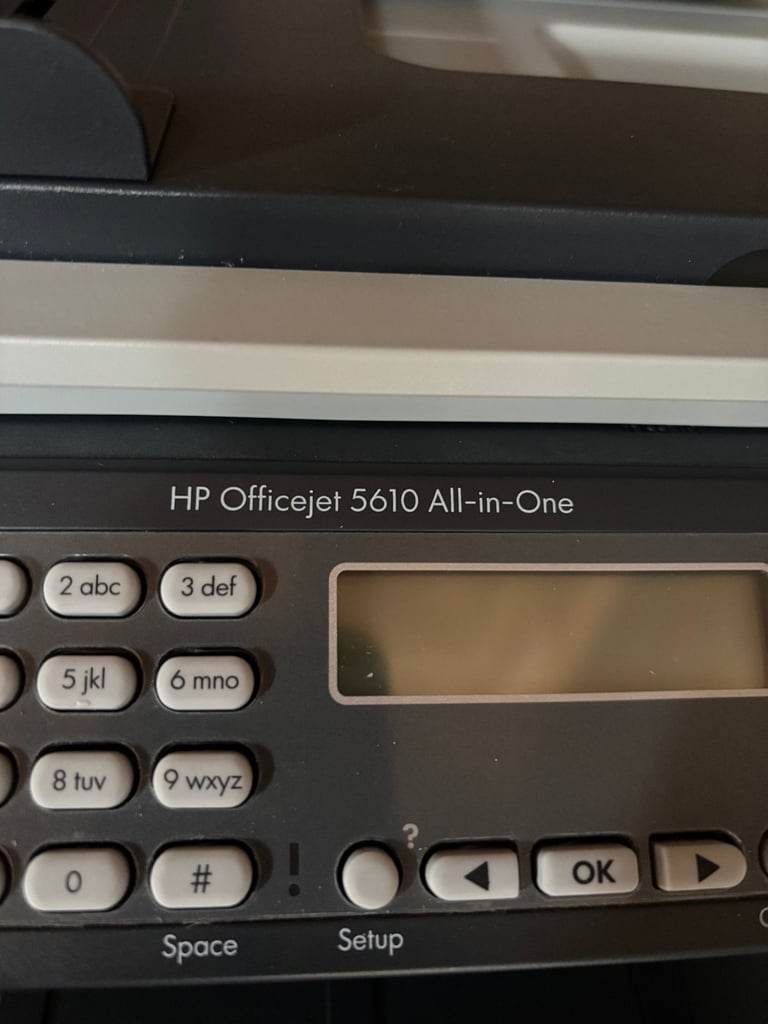 HP Officejet 5610 All-in-One
2 abc
3 def
5 jkl
6 mno
8 tuv
9 wxyz
?
0
#
!
OK
Space
Setup